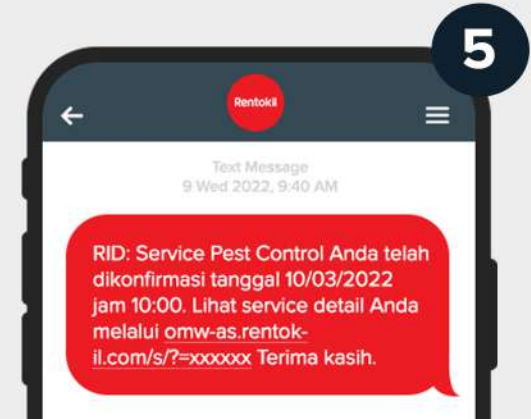 5
Rentokil
Text Message
9 Wed 2022, 9:40 AM
RID: Service Pest Control Anda telah
dikonfirmasi tanggal 10/03/2022
jam 10:00. Lihat service detail Anda
melalui omw-as.rentok-
il.com/s/?=xxxxxx Terima kasih.